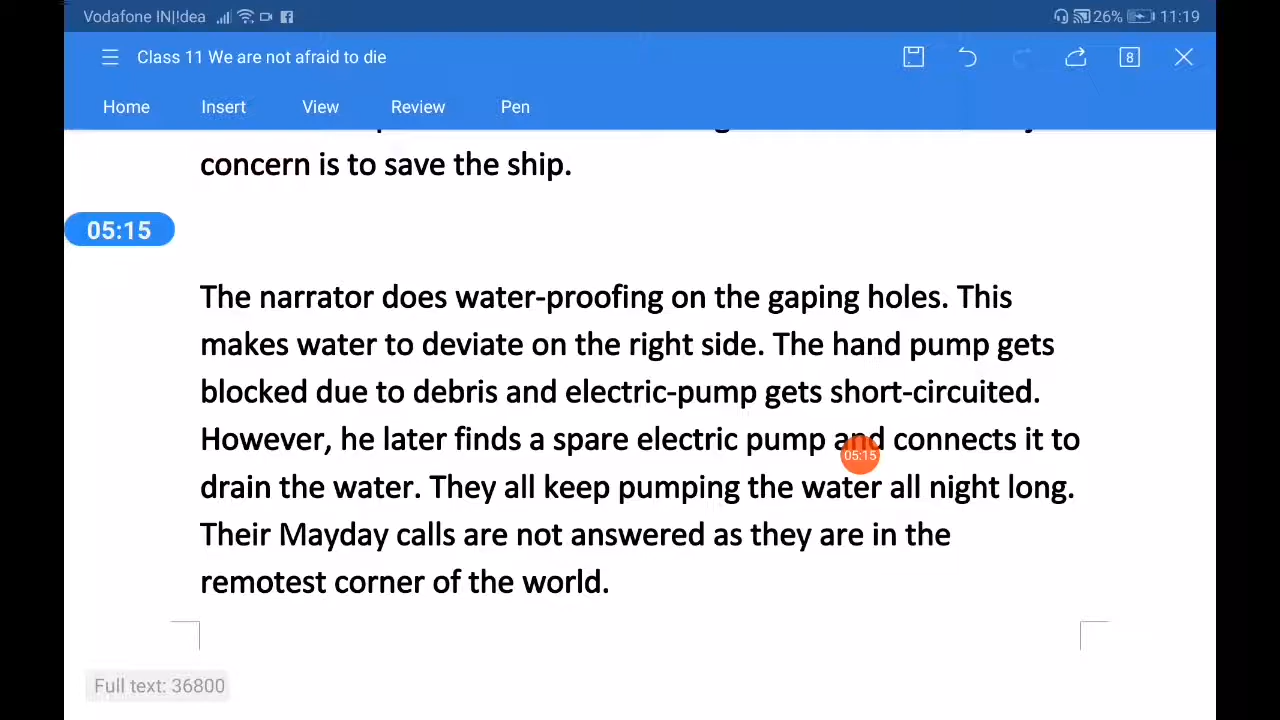 Vodafone IN|!dea 26% 11:19
Class 11 We are not afraid to die 8
Home Insert View Review Pen
concern is to save the ship.
05:15
The narrator does water-proofing on the gaping holes. This
makes water to deviate on the right side. The hand pump gets
blocked due to debris and electric-pump gets short-circuited.
However, he later finds a spare electric pump and connects it to
05:15
drain the water. They all keep pumping the water all night long.
Their Mayday calls are not answered as they are in the
remotest corner of the world.
Full text: 36800